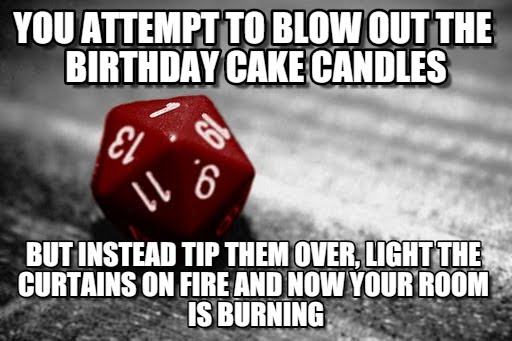 YOU ATTEMPT TO BLOW OUT THE
BIRTHDAY CAKE CANDLES
1
13
19
11
9.
BUT INSTEAD TIP THEM OVER, LIGHT THE
CURTAINS ON FIRE AND NOW YOUR ROOM
IS BURNING